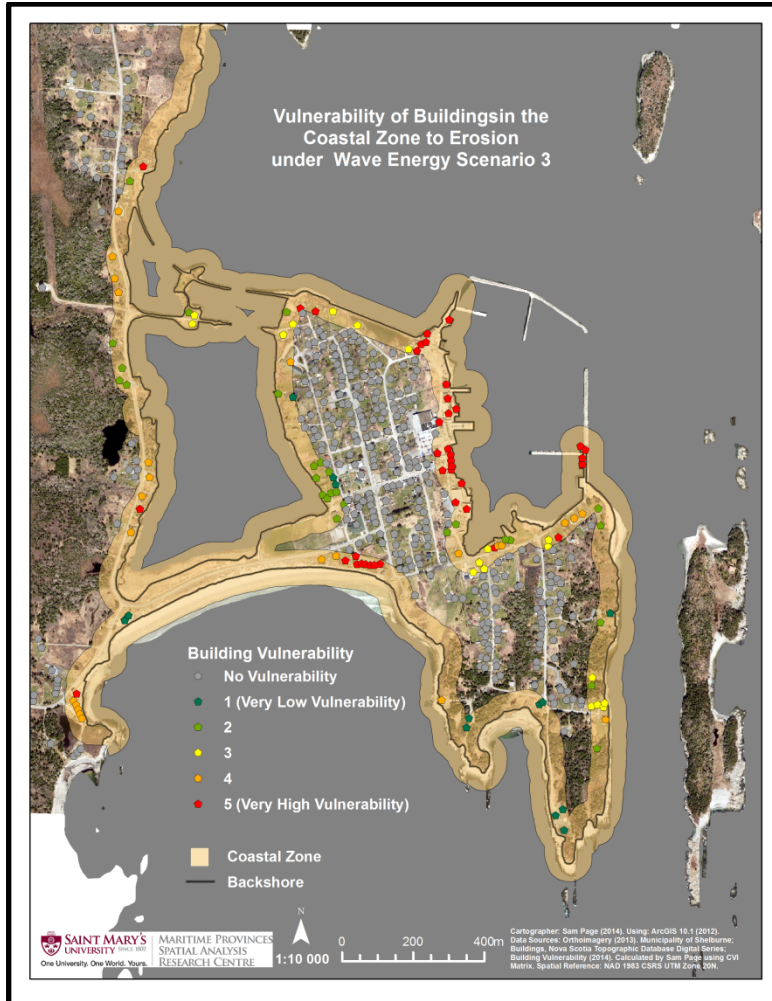 Vulnerability of Buildingsin the
Coastal Zone to Erosion
under Wave Energy Scenario 3
Building Vulnerability
No Vulnerability
1 (Very Low Vulnerability)
2
3
4
5 (Very High Vulnerability)
Coastal Zone
Backshore
SAINT MARY'S
UNIVERSITY SINCE 1802
One University. One World. Yours.
MARITIME PROVINCES
SPATIAL ANALYSIS
RESEARCH CENTRE
N
1:10 000
0 200 400m
Cartographer: Sam Page (2014). Using: ArcGIS 10.1 (2012).
Data Sources: Orthoimagery (2013). Municipality of Shelburne;
Buildings, Nova Scotia Topographic Database Digital Series;
Building Vulnerability (2014). Calculated by Sam Page using CVI
Matrix. Spatial Reference: NAD 1983 CSRS UTM Zone 20N.